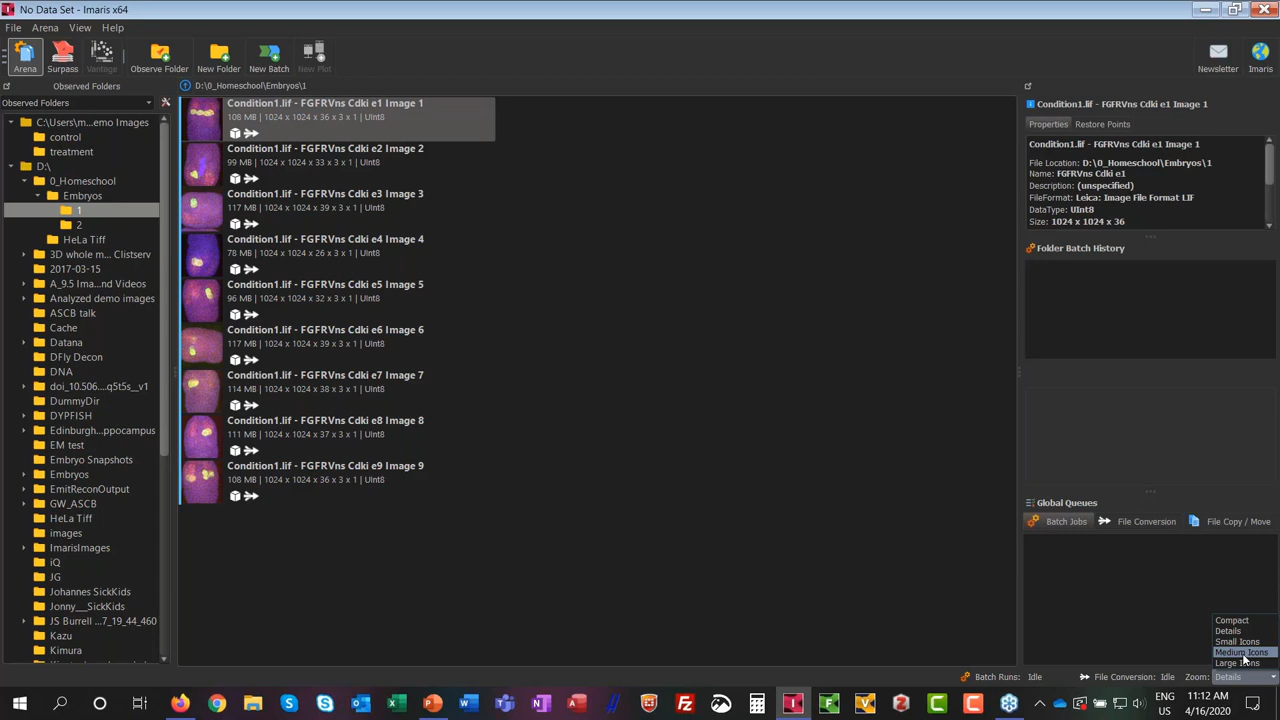 No Data Set - Imaris x64
File Arena View Help
Arena Surpass Vantage Observe Folder New Folder New Batch New Plot Newsletter Imaris
Observed Folders
D:\0_Homeschool\Embryos\1
Observed Folders
C:\Users\m...emo Images
control
treatment
D:\
0_Homeschool
Embryos
1
2
HeLa Tiff
3D whole m... Clistserv
2017-03-15
A_9.5 Ima...nd Videos
Analyzed demo images
ASCB talk
Cache
Datana
DFly Decon
DNA
doi_10.506....q5t5s__v1
DummyDir
DYPFISH
Edinburgh...ppocampus
EM test
Embryo Snapshots
Embryos
EmitReconOutput
GW_ASCB
HeLa Tiff
images
ImarisImages
iQ
JG
Johannes SickKids
Jonny___SickKids
JS Burrell ...7_19_44_460
Kazu
Kimura
Condition1.lif - FGFRVns Cdki e1 Image 1
108 MB | 1024 x 1024 x 36 x 3 x 1 | UInt8
Condition1.lif - FGFRVns Cdki e2 Image 2
99 MB | 1024 x 1024 x 33 x 3 x 1 | UInt8
Condition1.lif - FGFRVns Cdki e3 Image 3
117 MB | 1024 x 1024 x 39 x 3 x 1 | UInt8
Condition1.lif - FGFRVns Cdki e4 Image 4
78 MB | 1024 x 1024 x 26 x 3 x 1 | UInt8
Condition1.lif - FGFRVns Cdki e5 Image 5
96 MB | 1024 x 1024 x 32 x 3 x 1 | UInt8
Condition1.lif - FGFRVns Cdki e6 Image 6
117 MB | 1024 x 1024 x 39 x 3 x 1 | UInt8
Condition1.lif - FGFRVns Cdki e7 Image 7
114 MB | 1024 x 1024 x 38 x 3 x 1 | UInt8
Condition1.lif - FGFRVns Cdki e8 Image 8
111 MB | 1024 x 1024 x 37 x 3 x 1 | UInt8
Condition1.lif - FGFRVns Cdki e9 Image 9
108 MB | 1024 x 1024 x 36 x 3 x 1 | UInt8
Condition1.lif - FGFRVns Cdki e1 Image 1
Properties Restore Points
Condition1.lif - FGFRVns Cdki e1 Image 1
File Location: D:\0_Homeschool\Embryos\1
Name: FGFRVns Cdki e1
Description: (unspecified)
FileFormat: Leica: Image File Format LIF
DataType: UInt8
Size: 1024 x 1024 x 36
Folder Batch History
Global Queues
Batch Jobs File Conversion File Copy / Move
Compact
Details
Small Icons
Medium Icons
Large Icons
Batch Runs: Idle File Conversion: Idle Zoom: Details
ENG
US
11:12 AM
4/16/2020